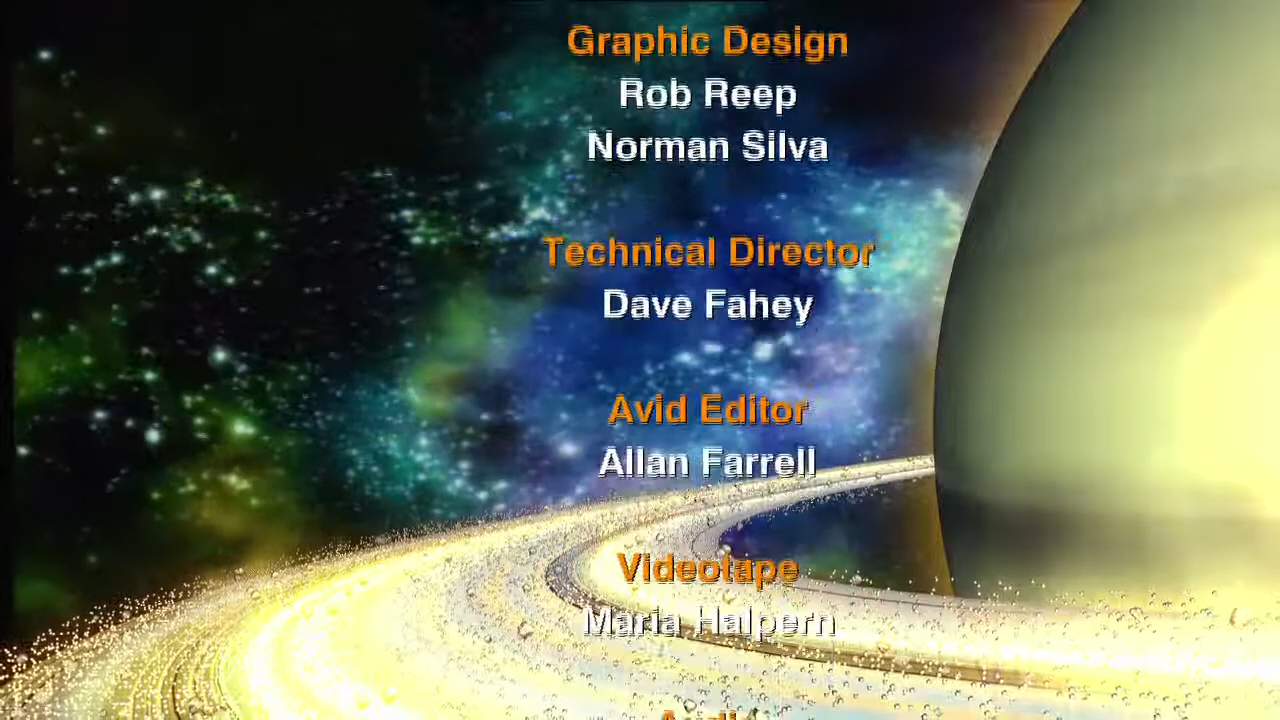 Graphic Design
Rob Reep
Norman Silva
Technical Director
Dave Fahey
Avid Editor
Allan Farrell
Videotape
Maria Halpern